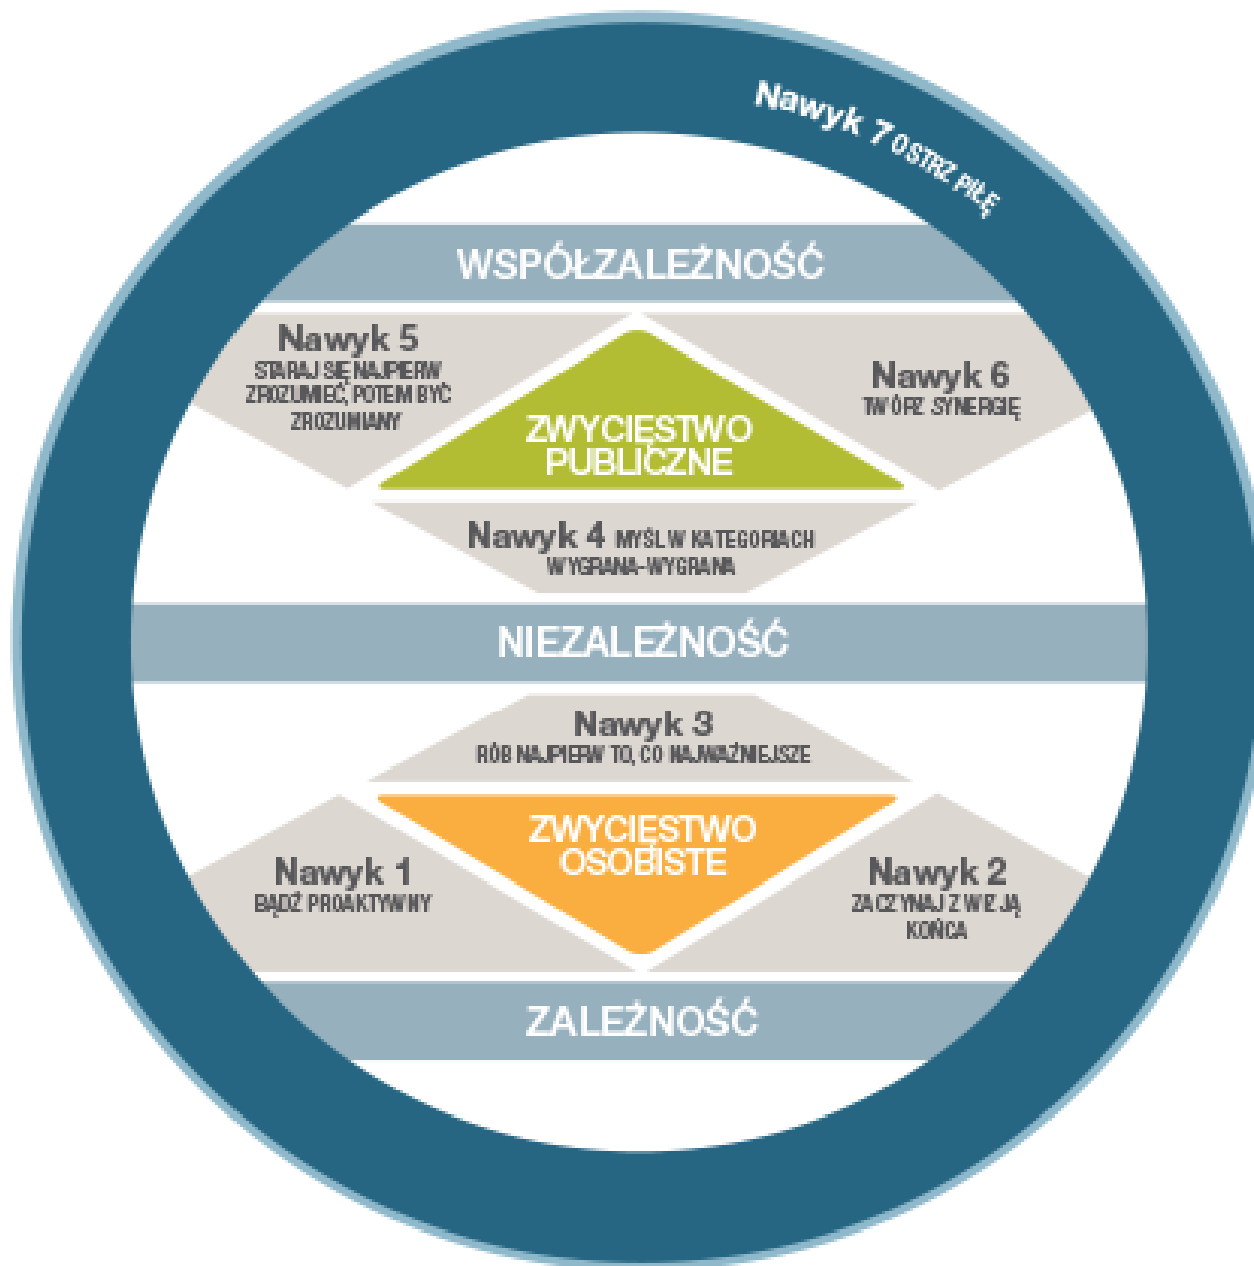 Nawyk 7 OSTRZ PIŁĘ
WSPÓŁZALEŻNOŚĆ
Nawyk 5
STARAJ SIĘ NAJPIERW
ZROZUMIEĆ, POTEM BYĆ
ZROZUMIANY
Nawyk 6
TWÓRZ SYNERGIĘ
ZWYCIĘSTWO
PUBLICZNE
Nawyk 4 MYŚL W KATEGORIACH
WYGRANA-WYGRANA
NIEZALEŻNOŚĆ
Nawyk 3
RÓB NAJPIERW TO, CO NAJWAŻNIEJSZE
ZWYCIĘSTWO
OSOBISTE
Nawyk 1
BĄDŹ PROAKTYWNY
Nawyk 2
ZACZYNAJ Z WIZJĄ
KOŃCA
ZALEŻNOŚĆ